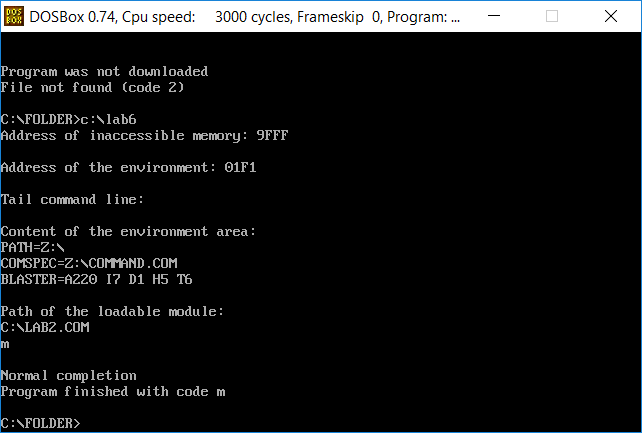 DOSBox 0.74, Cpu speed: 3000 cycles, Frameskip 0, Program: ...
Program was not downloaded
File not found (code 2)
C:\FOLDER>c:\lab6
Address of inaccessible memory: 9FFF
Address of the environment: 01F1
Tail command line:
Content of the environment area:
PATH=Z:\
COMSPEC=Z:\COMMAND.COM
BLASTER=A220 I7 D1 H5 T6
Path of the loadable module:
C:\LAB2.COM
m
Normal completion
Program finished with code m
C:\FOLDER>